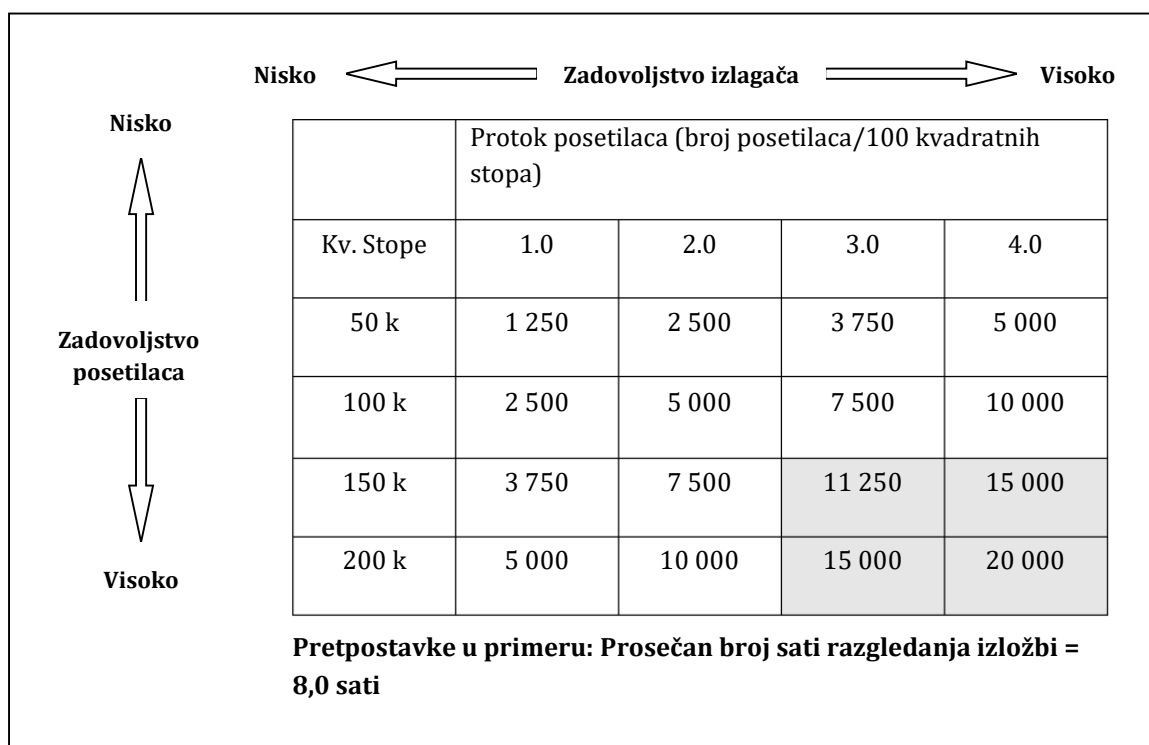 Nisko Zadovoljstvo izlagača Visoko
Nisko
Zadovoljstvo
posetilaca
Visoko
Protok posetilaca (broj posetilaca/100 kvadratnih
stopa)
Kv. Stope 1.0 2.0 3.0 4.0
50 k 1 250 2 500 3 750 5 000
100 k 2 500 5 000 7 500 10 000
150 k 3 750 7 500 11 250 15 000
200 k 5 000 10 000 15 000 20 000
Pretpostavke u primeru: Prosečan broj sati razgledanja izložbi =
8,0 sati